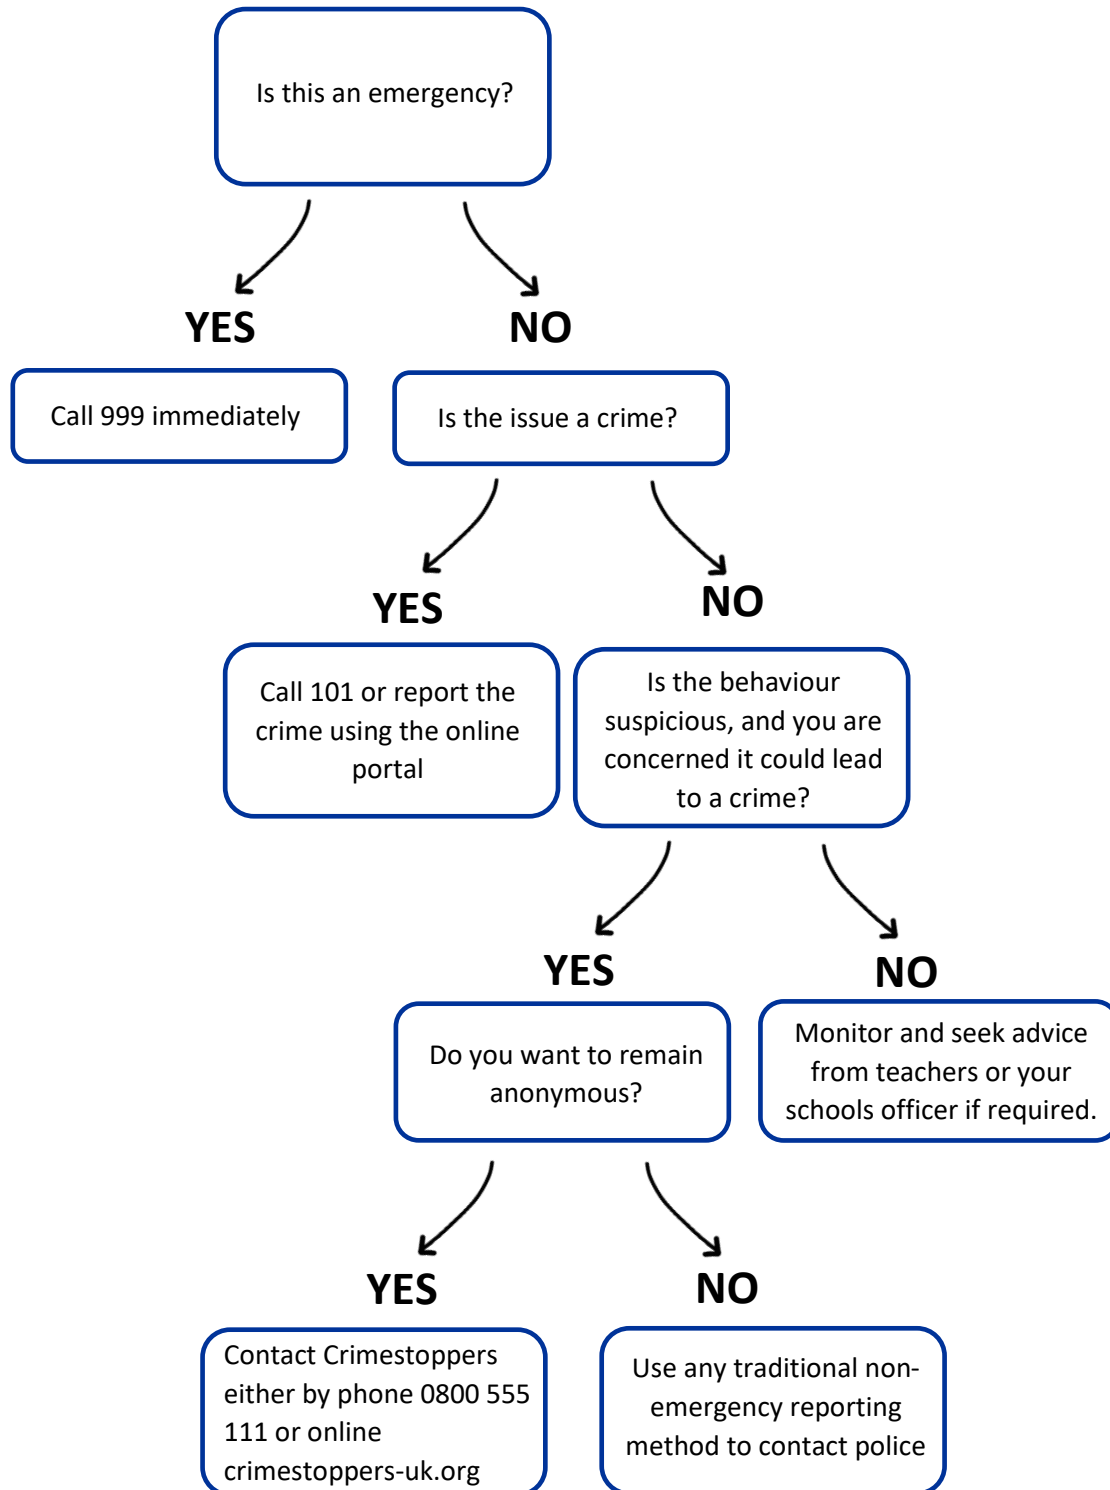 Is this an emergency?
YES
NO
Call 999 immediately
Is the issue a crime?
YES
NO
Call 101 or report the
crime using the online
portal
Is the behaviour
suspicious, and you are
concerned it could lead
to a crime?
YES
NO
Do you want to remain
anonymous?
Monitor and seek advice
from teachers or your
schools officer if required.
YES
NO
Contact Crimestoppers
either by phone 0800 555
111 or online
crimestoppers-uk.org
Use any traditional non-
emergency reporting
method to contact police